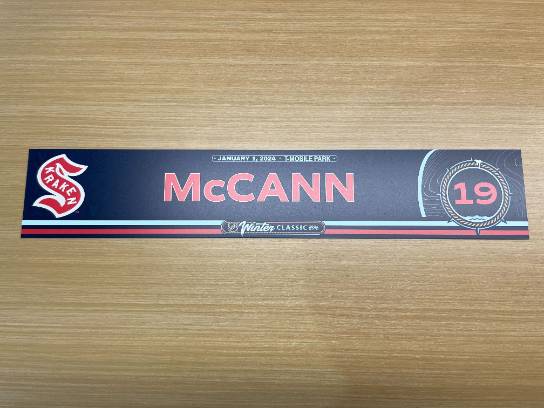 JANUARY 1, 2024 · T-MOBILE PARK
KRAKEN
McCANN
19
Winter CLASSIC